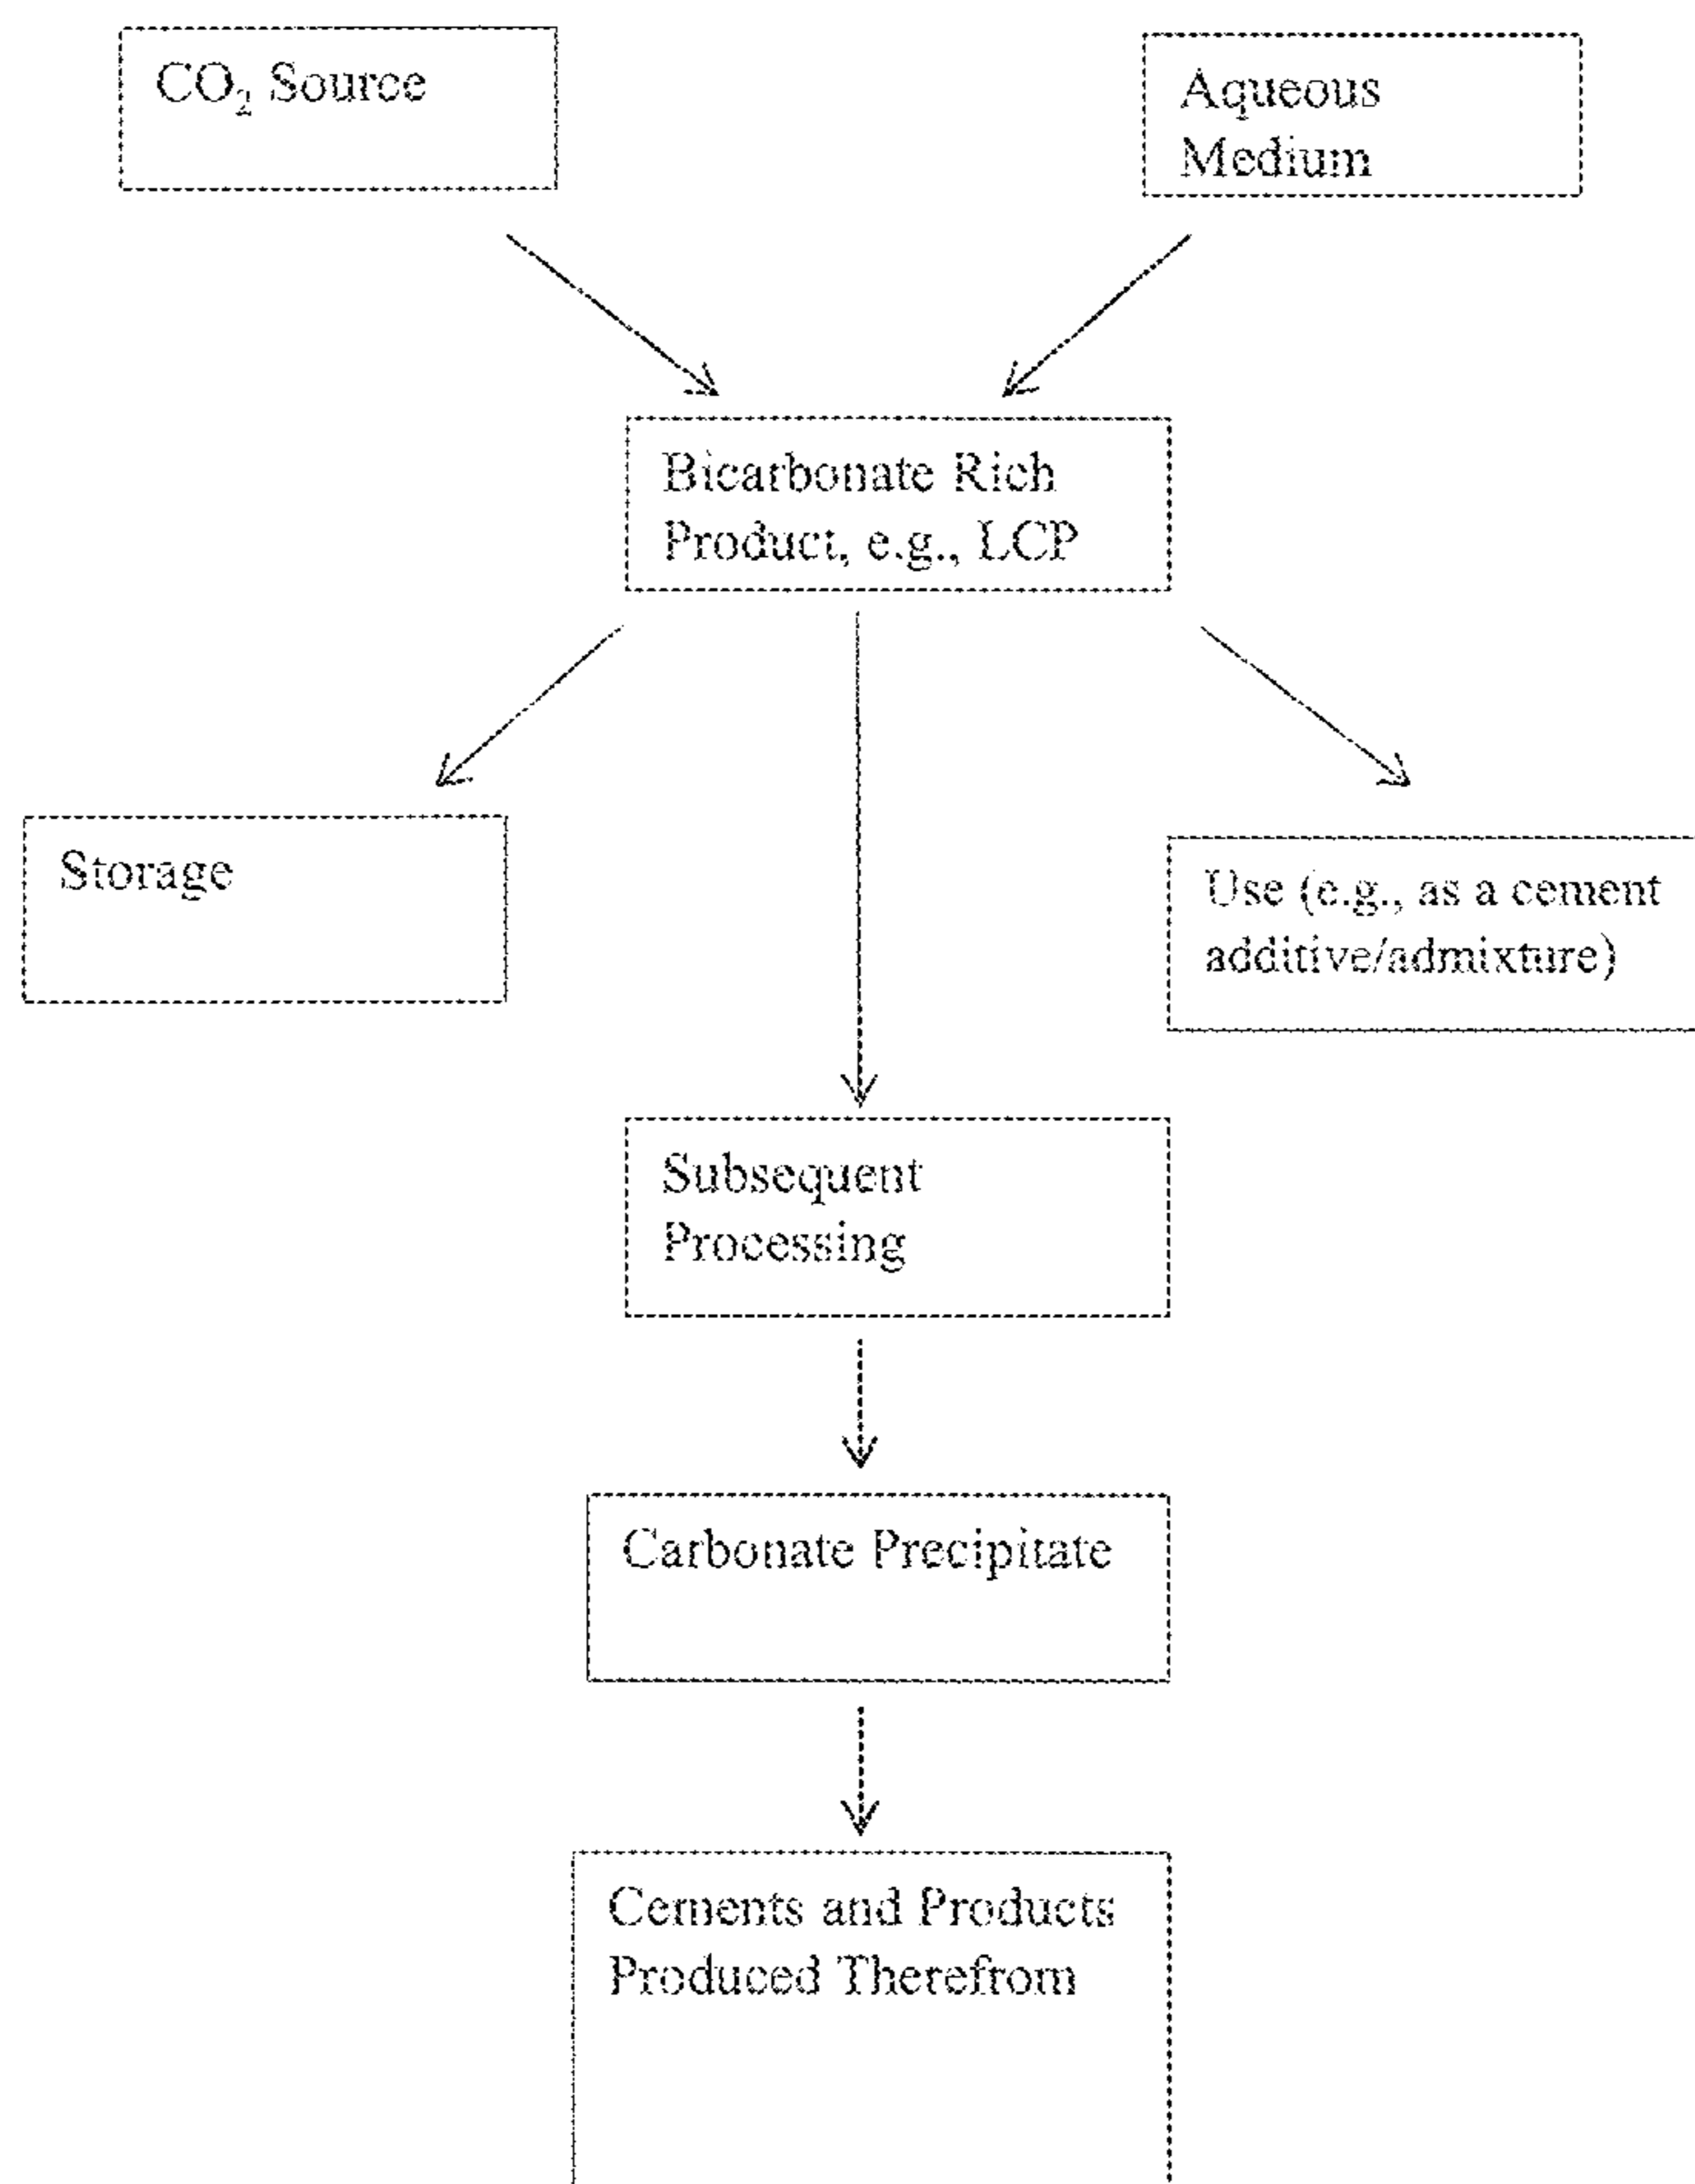 CO₂ Source
Aqueous
Medium
Bicarbonate Rich
Product, e.g., LCP
Storage
Use (e.g., as a cement
additive/admixture)
Subsequent
Processing
Carbonate Precipitate
Cements and Products
Produced Therefrom